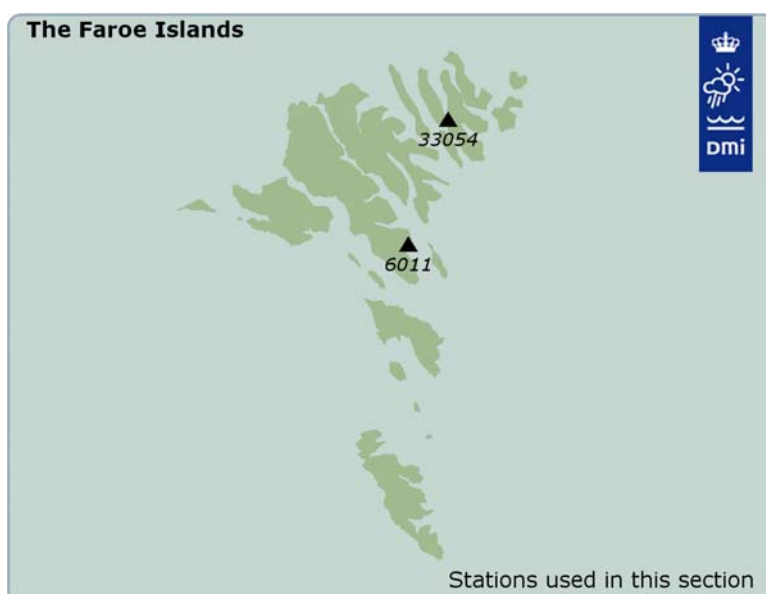 The Faroe Islands
33054
DMi
6011
Stations used in this section